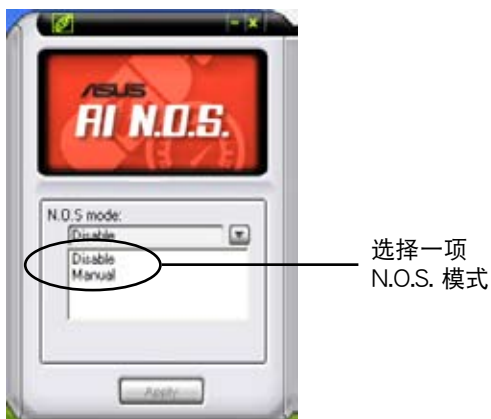 ASUS
AI N.O.S.
N.O.S mode:
Disable
Disable
Manual
选择一项
N.O.S. 模式
Apply